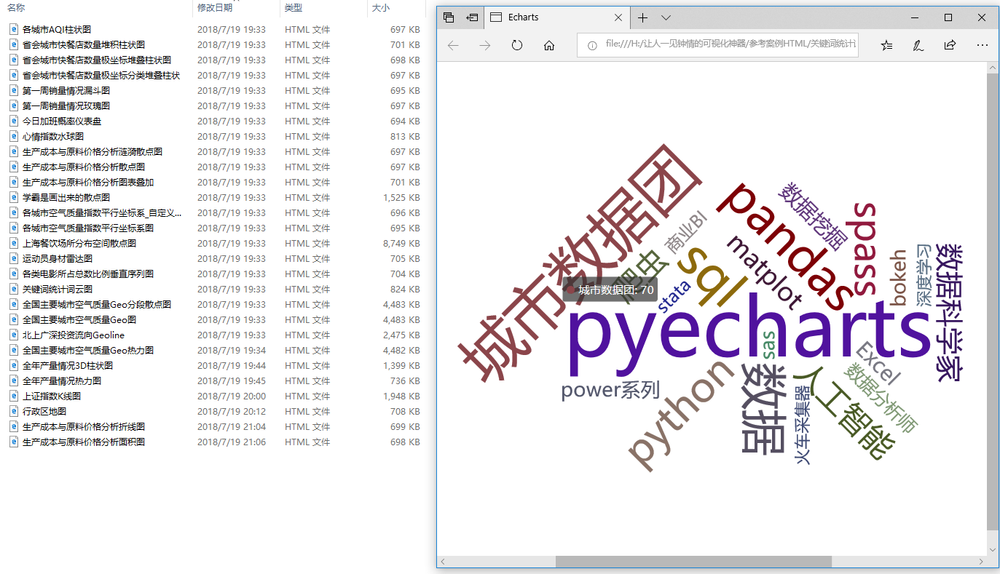 名称 修改日期 类型 大小
各城市AQI柱状图 2018/7/19 19:33 HTML 文件 697 KB
省会城市快餐店数量堆积柱状图 2018/7/19 19:33 HTML 文件 701 KB
省会城市快餐店数量极坐标堆叠柱状图 2018/7/19 19:33 HTML 文件 698 KB
省会城市快餐店数量极坐标分类堆叠柱状 2018/7/19 19:33 HTML 文件 697 KB
第一周销量情况漏斗图 2018/7/19 19:33 HTML 文件 695 KB
第一周销量情况玫瑰图 2018/7/19 19:33 HTML 文件 697 KB
今日加班概率仪表盘 2018/7/19 19:33 HTML 文件 694 KB
心情指数水球图 2018/7/19 19:33 HTML 文件 813 KB
生产成本与原料价格分析涟漪散点图 2018/7/19 19:33 HTML 文件 697 KB
生产成本与原料价格分析散点图 2018/7/19 19:33 HTML 文件 697 KB
生产成本与原料价格分析图表叠加 2018/7/19 19:33 HTML 文件 701 KB
学霸是画出来的散点图 2018/7/19 19:33 HTML 文件 1,525 KB
各城市空气质量指数平行坐标系_自定义... 2018/7/19 19:33 HTML 文件 696 KB
各城市空气质量指数平行坐标系图 2018/7/19 19:33 HTML 文件 695 KB
上海餐饮场所分布空间散点图 2018/7/19 19:33 HTML 文件 8,749 KB
运动员身材雷达图 2018/7/19 19:33 HTML 文件 705 KB
各类电影所占总数比例垂直序列图 2018/7/19 19:33 HTML 文件 704 KB
关键词统计词云图 2018/7/19 19:33 HTML 文件 824 KB
全国主要城市空气质量Geo分段散点图 2018/7/19 19:33 HTML 文件 4,483 KB
全国主要城市空气质量Geo图 2018/7/19 19:33 HTML 文件 4,483 KB
北上广深投资流向Geoline 2018/7/19 19:33 HTML 文件 2,475 KB
全国主要城市空气质量Geo热力图 2018/7/19 19:34 HTML 文件 4,482 KB
全年产量情况3D柱状图 2018/7/19 19:44 HTML 文件 1,399 KB
全年产量情况热力图 2018/7/19 19:45 HTML 文件 736 KB
上证指数K线图 2018/7/19 20:00 HTML 文件 1,948 KB
行政区地图 2018/7/19 20:12 HTML 文件 708 KB
生产成本与原料价格分析折线图 2018/7/19 21:04 HTML 文件 699 KB
生产成本与原料价格分析面积图 2018/7/19 21:06 HTML 文件 698 KB
Echarts
file:///H:/让人一见钟情的可视化神器/参考案例HTML/关键词统计
城市数据团
商业BI
pandas
数据挖掘
spass
爬虫
sql
matplot
bokeh
深度学习
数据科学家
stata
城市数据团: 70
pyecharts
sas
Excel
power系列
python
数据
火车采集器
人工智能
数据分析师